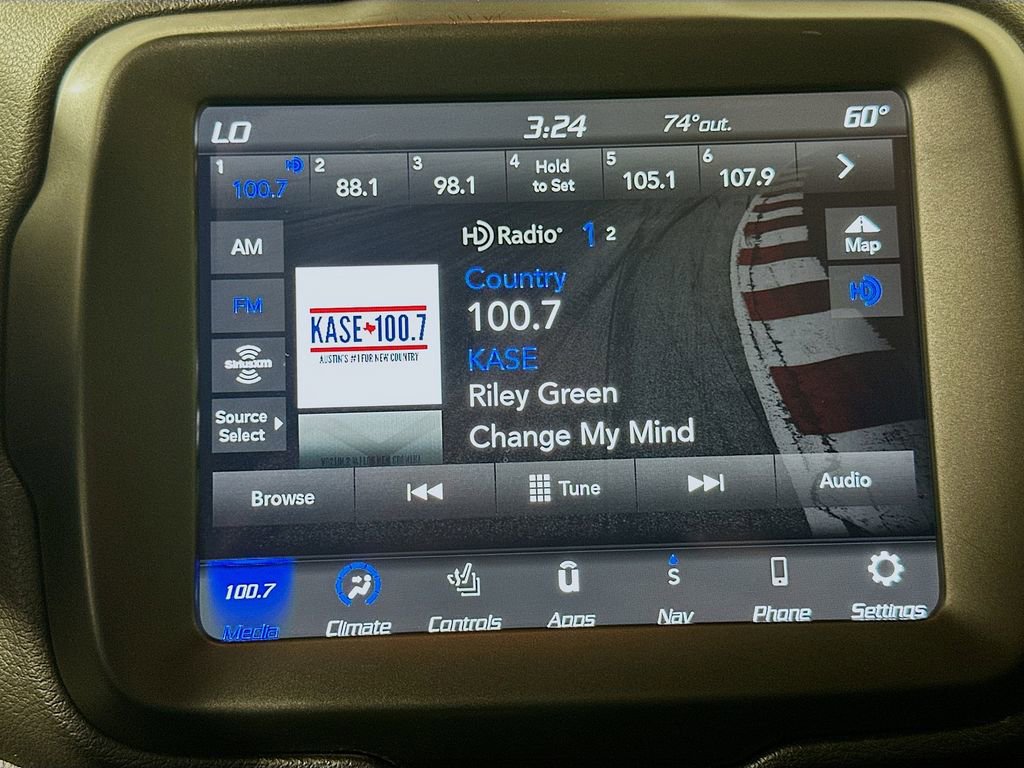 LO 3:24 74°out. 60°
1 100.7 HD 2 88.1 3 98.1 4 Hold to Set 5 105.1 6 107.9
AM
FM
SiriusXM
Source
Select
HD Radio 1 2
Country
100.7
KASE
Riley Green
Change My Mind
KASE 100.7
AUSTIN'S #1 FOR NEW COUNTRY
Map
HD
Browse Tune Audio
100.7 S
Media Climate Controls Apps Nav Phone Settings